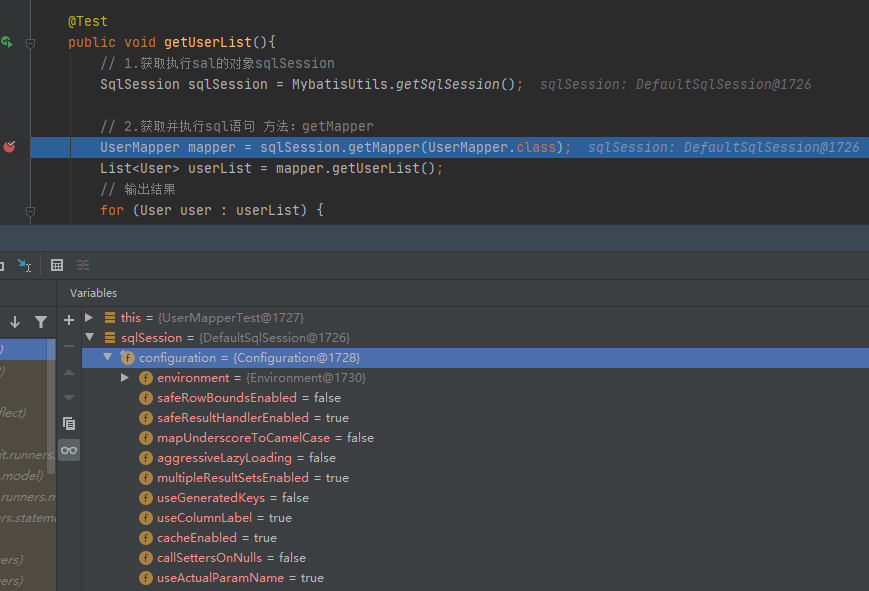 @Test
public void getUserList(){
// 1.获取执行sal的对象sqlSession
SqlSession sqlSession = MybatisUtils.getSqlSession(); sqlSession: DefaultSqlSession@1726
// 2.获取并执行sql语句 方法：getMapper
UserMapper mapper = sqlSession.getMapper(UserMapper.class); sqlSession: DefaultSqlSession@1726
List<User> userList = mapper.getUserList();
// 输出结果
for (User user : userList) {
Variables
this = {UserMapperTest@1727}
sqlSession = {DefaultSqlSession@1726}
configuration = {Configuration@1728}
environment = {Environment@1730}
safeRowBoundsEnabled = false
safeResultHandlerEnabled = true
mapUnderscoreToCamelCase = false
aggressiveLazyLoading = false
multipleResultSetsEnabled = true
useGeneratedKeys = false
useColumnLabel = true
cacheEnabled = true
callSettersOnNulls = false
useActualParamName = true
flect)
it.runners.
.model)
.runners.m
ers.stateme
ners)
ners)